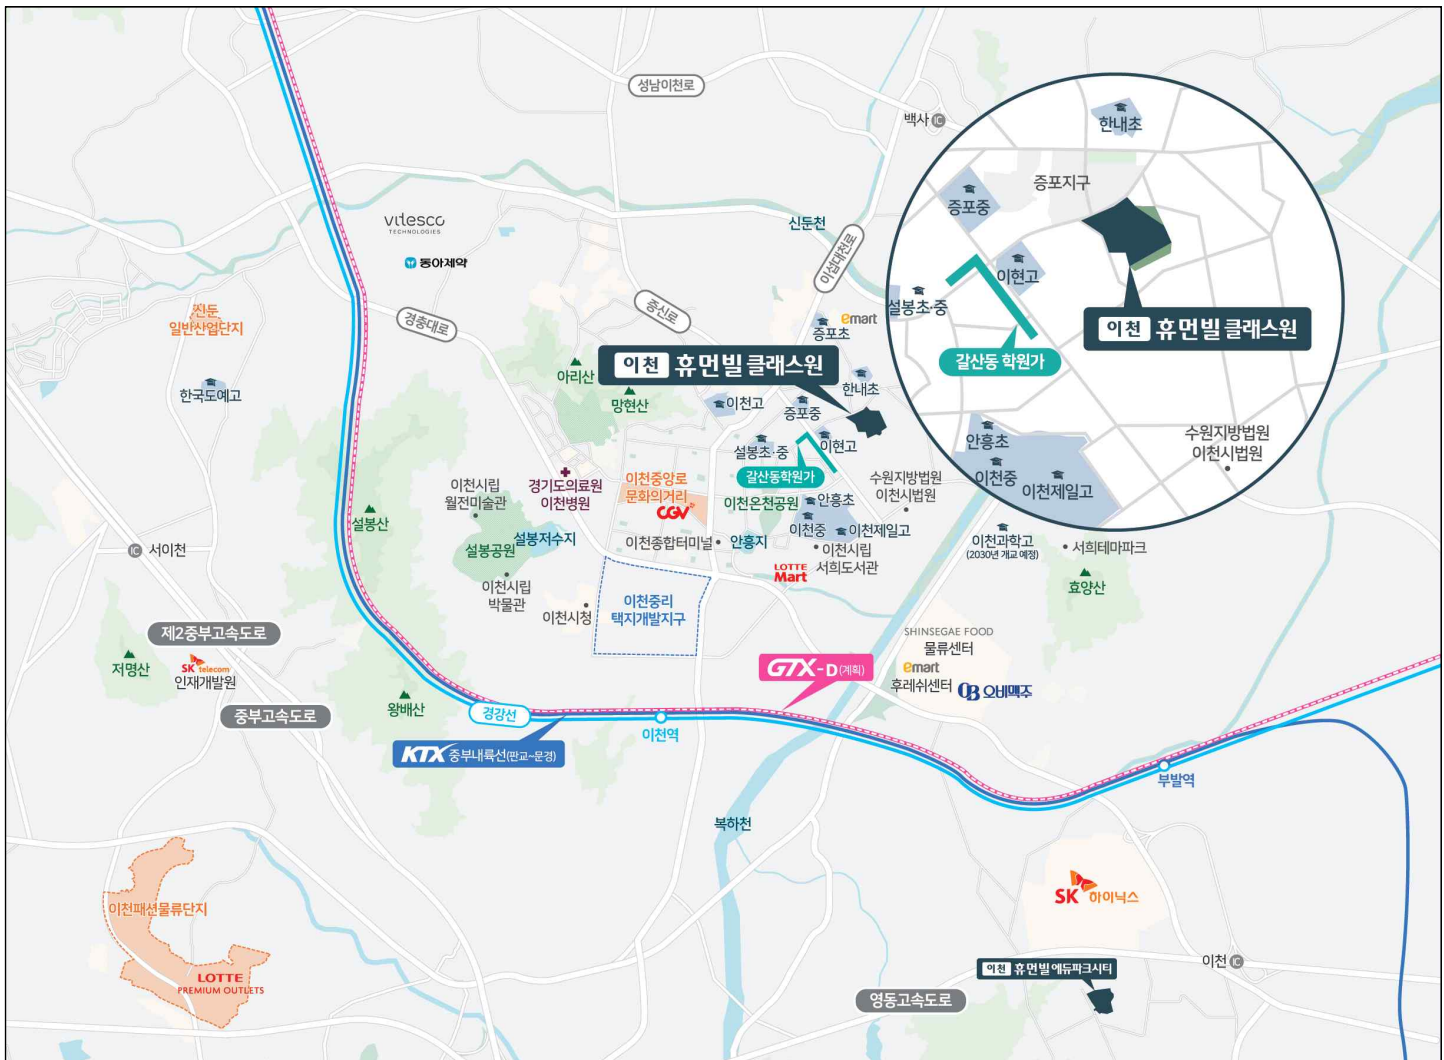 성남이천로
백사 IC
한내초
증포지구
증포중
이현고
설봉초·중
이천 휴먼빌 클래스원
갈산동 학원가
안흥초
이천중
이천제일고
수원지방법원
이천시법원
vitesco
TECHNOLOGIES
동아제약
신둔천
이섭대천로
신둔
일반산업단지
경충대로
증신로
emart
증포초
이천 휴먼빌 클래스원
아리산
망현산
한국도예고
한내초
이천고
증포중
설봉초·중
이현고
갈산동학원가
이천시립
월전미술관
경기도의료원
이천병원
이천중앙로
문화의거리
CGV
이천온천공원
안흥초
수원지방법원
이천시법원
설봉산
이천중
이천제일고
설봉저수지
설봉공원
이천종합터미널
안흥지
이천시립
서희도서관
이천과학고
(2030년 개교 예정)
서희테마파크
IC 서이천
LOTTE
Mart
효양산
이천시립
박물관
이천시청
이천중리
택지개발지구
제2중부고속도로
SHINSEGAE FOOD
물류센터
저명산
SK telecom
인재개발원
GTX-D(계획)
emart
후레쉬센터
OB 오비맥주
왕배산
중부고속도로
경강선
이천역
KTX 중부내륙선(판교~문경)
부발역
복하천
SK 하이닉스
이천패션물류단지
이천 IC
이천 휴먼빌 에듀파크시티
LOTTE
PREMIUM OUTLETS
영동고속도로